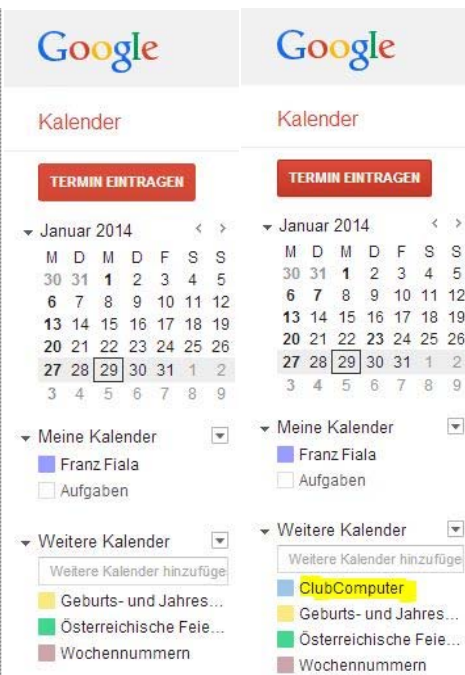 Google
Kalender
TERMIN EINTRAGEN
Januar 2014 < >
M D M D F S S
30 31 1 2 3 4 5
6 7 8 9 10 11 12
13 14 15 16 17 18 19
20 21 22 23 24 25 26
27 28 29 30 31 1 2
3 4 5 6 7 8 9
Meine Kalender
Franz Fiala
Aufgaben
Weitere Kalender
Weitere Kalender hinzufüge
Geburts- und Jahres...
Österreichische Feie...
Wochennummern
Google
Kalender
TERMIN EINTRAGEN
Januar 2014 < >
M D M D F S S
30 31 1 2 3 4 5
6 7 8 9 10 11 12
13 14 15 16 17 18 19
20 21 22 23 24 25 26
27 28 29 30 31 1 2
3 4 5 6 7 8 9
Meine Kalender
Franz Fiala
Aufgaben
Weitere Kalender
Weitere Kalender hinzufüge
ClubComputer
Geburts- und Jahres...
Österreichische Feie...
Wochennummern